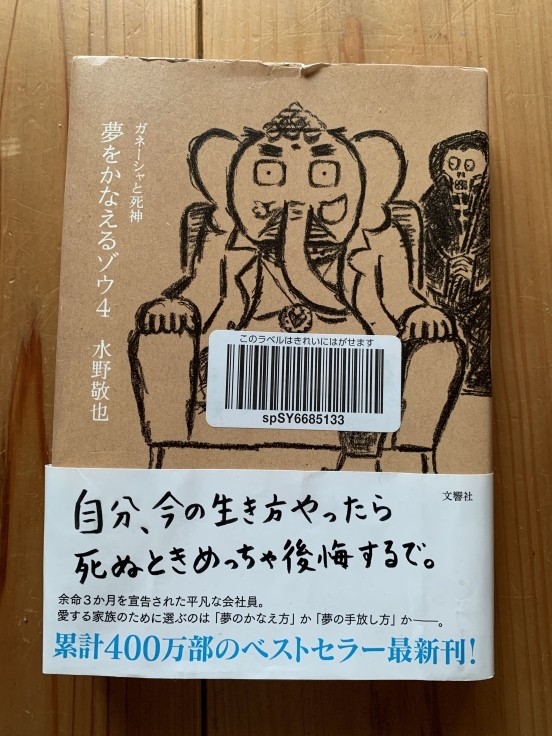 ガネーシャと死神
夢をかなえるゾウ4
水野敬也
このラベルはきれいにはがせます
spSY6685133
文響社
自分、今の生き方やったら
死ぬときめっちゃ後悔するで。
余命3か月を宣告された平凡な会社員。
愛する家族のために選ぶのは「夢のかなえ方」か「夢の手放し方」か――。
累計400万部のベストセラー最新刊!